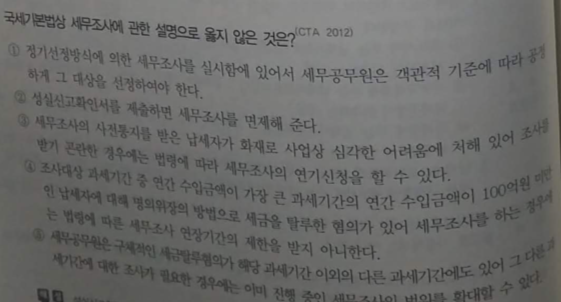 국세기본법상 세무조사에 관한 설명으로 옳지 않은 것은?(CTA 2012)
① 정기선정방식에 의한 세무조사를 실시함에 있어서 세무공무원은 객관적 기준에 따라 공정
하게 그 대상을 선정하여야 한다.
② 성실신고확인서를 제출하면 세무조사를 면제해 준다.
③ 세무조사의 사전통지를 받은 납세자가 화재로 사업상 심각한 어려움에 처해 있어 조사를
받기 곤란한 경우에는 법령에 따라 세무조사의 연기신청을 할 수 있다.
④ 조사대상 과세기간 중 연간 수입금액이 가장 큰 과세기간의 연간 수입금액이 100억원 미만
인 납세자에 대해 명의위장의 방법으로 세금을 탈루한 혐의가 있어 세무조사를 하는 경우에
는 법령에 따른 세무조사 연장기간의 제한을 받지 아니한다.
⑤ 세무공무원은 구체적인 세금탈루혐의가 해당 과세기간 이외의 다른 과세기간에도 있어 그 다른 과
세기간에 대한 조사가 필요한 경우에는 이미 진행 중인 세무조사의 범위를 확대할 수 있다.